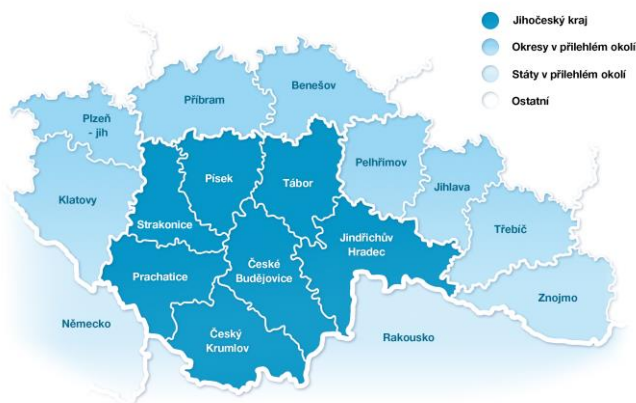 Jihočeský kraj
Okresy v přilehlém okolí
Státy v přilehlém okolí
Ostatní
Benešov
Příbram
Plzeň
- jih
Písek
Tábor
Pelhřimov
Jihlava
Klatovy
Strakonice
Třebíč
Jindřichův
Hradec
Prachatice
České
Budějovice
Znojmo
Německo
Český
Krumlov
Rakousko